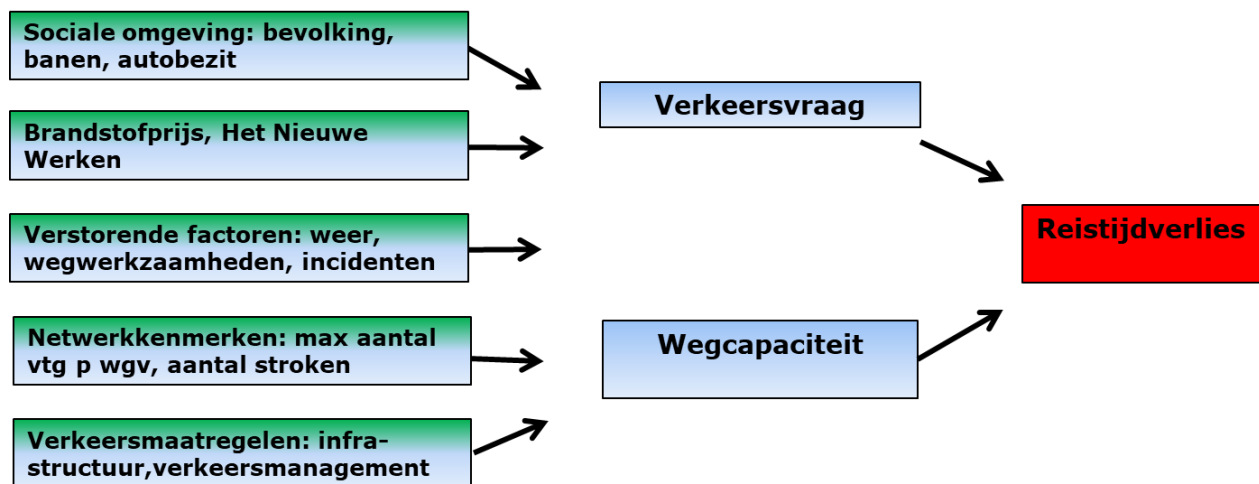 Sociale omgeving: bevolking,
banen, autobezit
Brandstofprijs, Het Nieuwe
Werken
Verstorende factoren: weer,
wegwerkzaamheden, incidenten
Netwerkkenmerken: max aantal
vtg p wgv, aantal stroken
Verkeersmaatregelen: infra-
structuur,verkeersmanagement
Verkeersvraag
Wegcapaciteit
Reistijdverlies